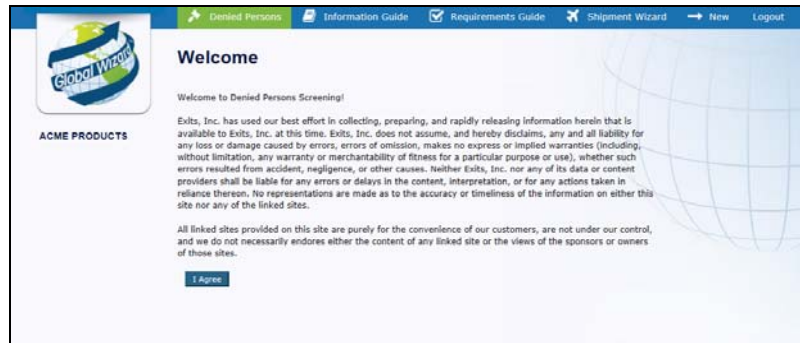 Denied Persons Information Guide Requirements Guide Shipment Wizard New Logout
Global Wizard
ACME PRODUCTS
Welcome
Welcome to Denied Persons Screening!
Exits, Inc. has used our best effort in collecting, preparing, and rapidly releasing information herein that is
available to Exits, Inc. at this time. Exits, Inc. does not assume, and hereby disclaims, any and all liability for
any loss or damage caused by errors, errors of omission, makes no express or implied warranties (including,
without limitation, any warranty or merchantability of fitness for a particular purpose or use), whether such
errors resulted from accident, negligence, or other causes. Neither Exits, Inc. nor any of its data or content
providers shall be liable for any errors or delays in the content, interpretation, or for any actions taken in
reliance thereon. No representations are made as to the accuracy or timeliness of the information on either this
site nor any of the linked sites.
All linked sites provided on this site are purely for the convenience of our customers, are not under our control,
and we do not necessarily endores either the content of any linked site or the views of the sponsors or owners
of those sites.
I Agree